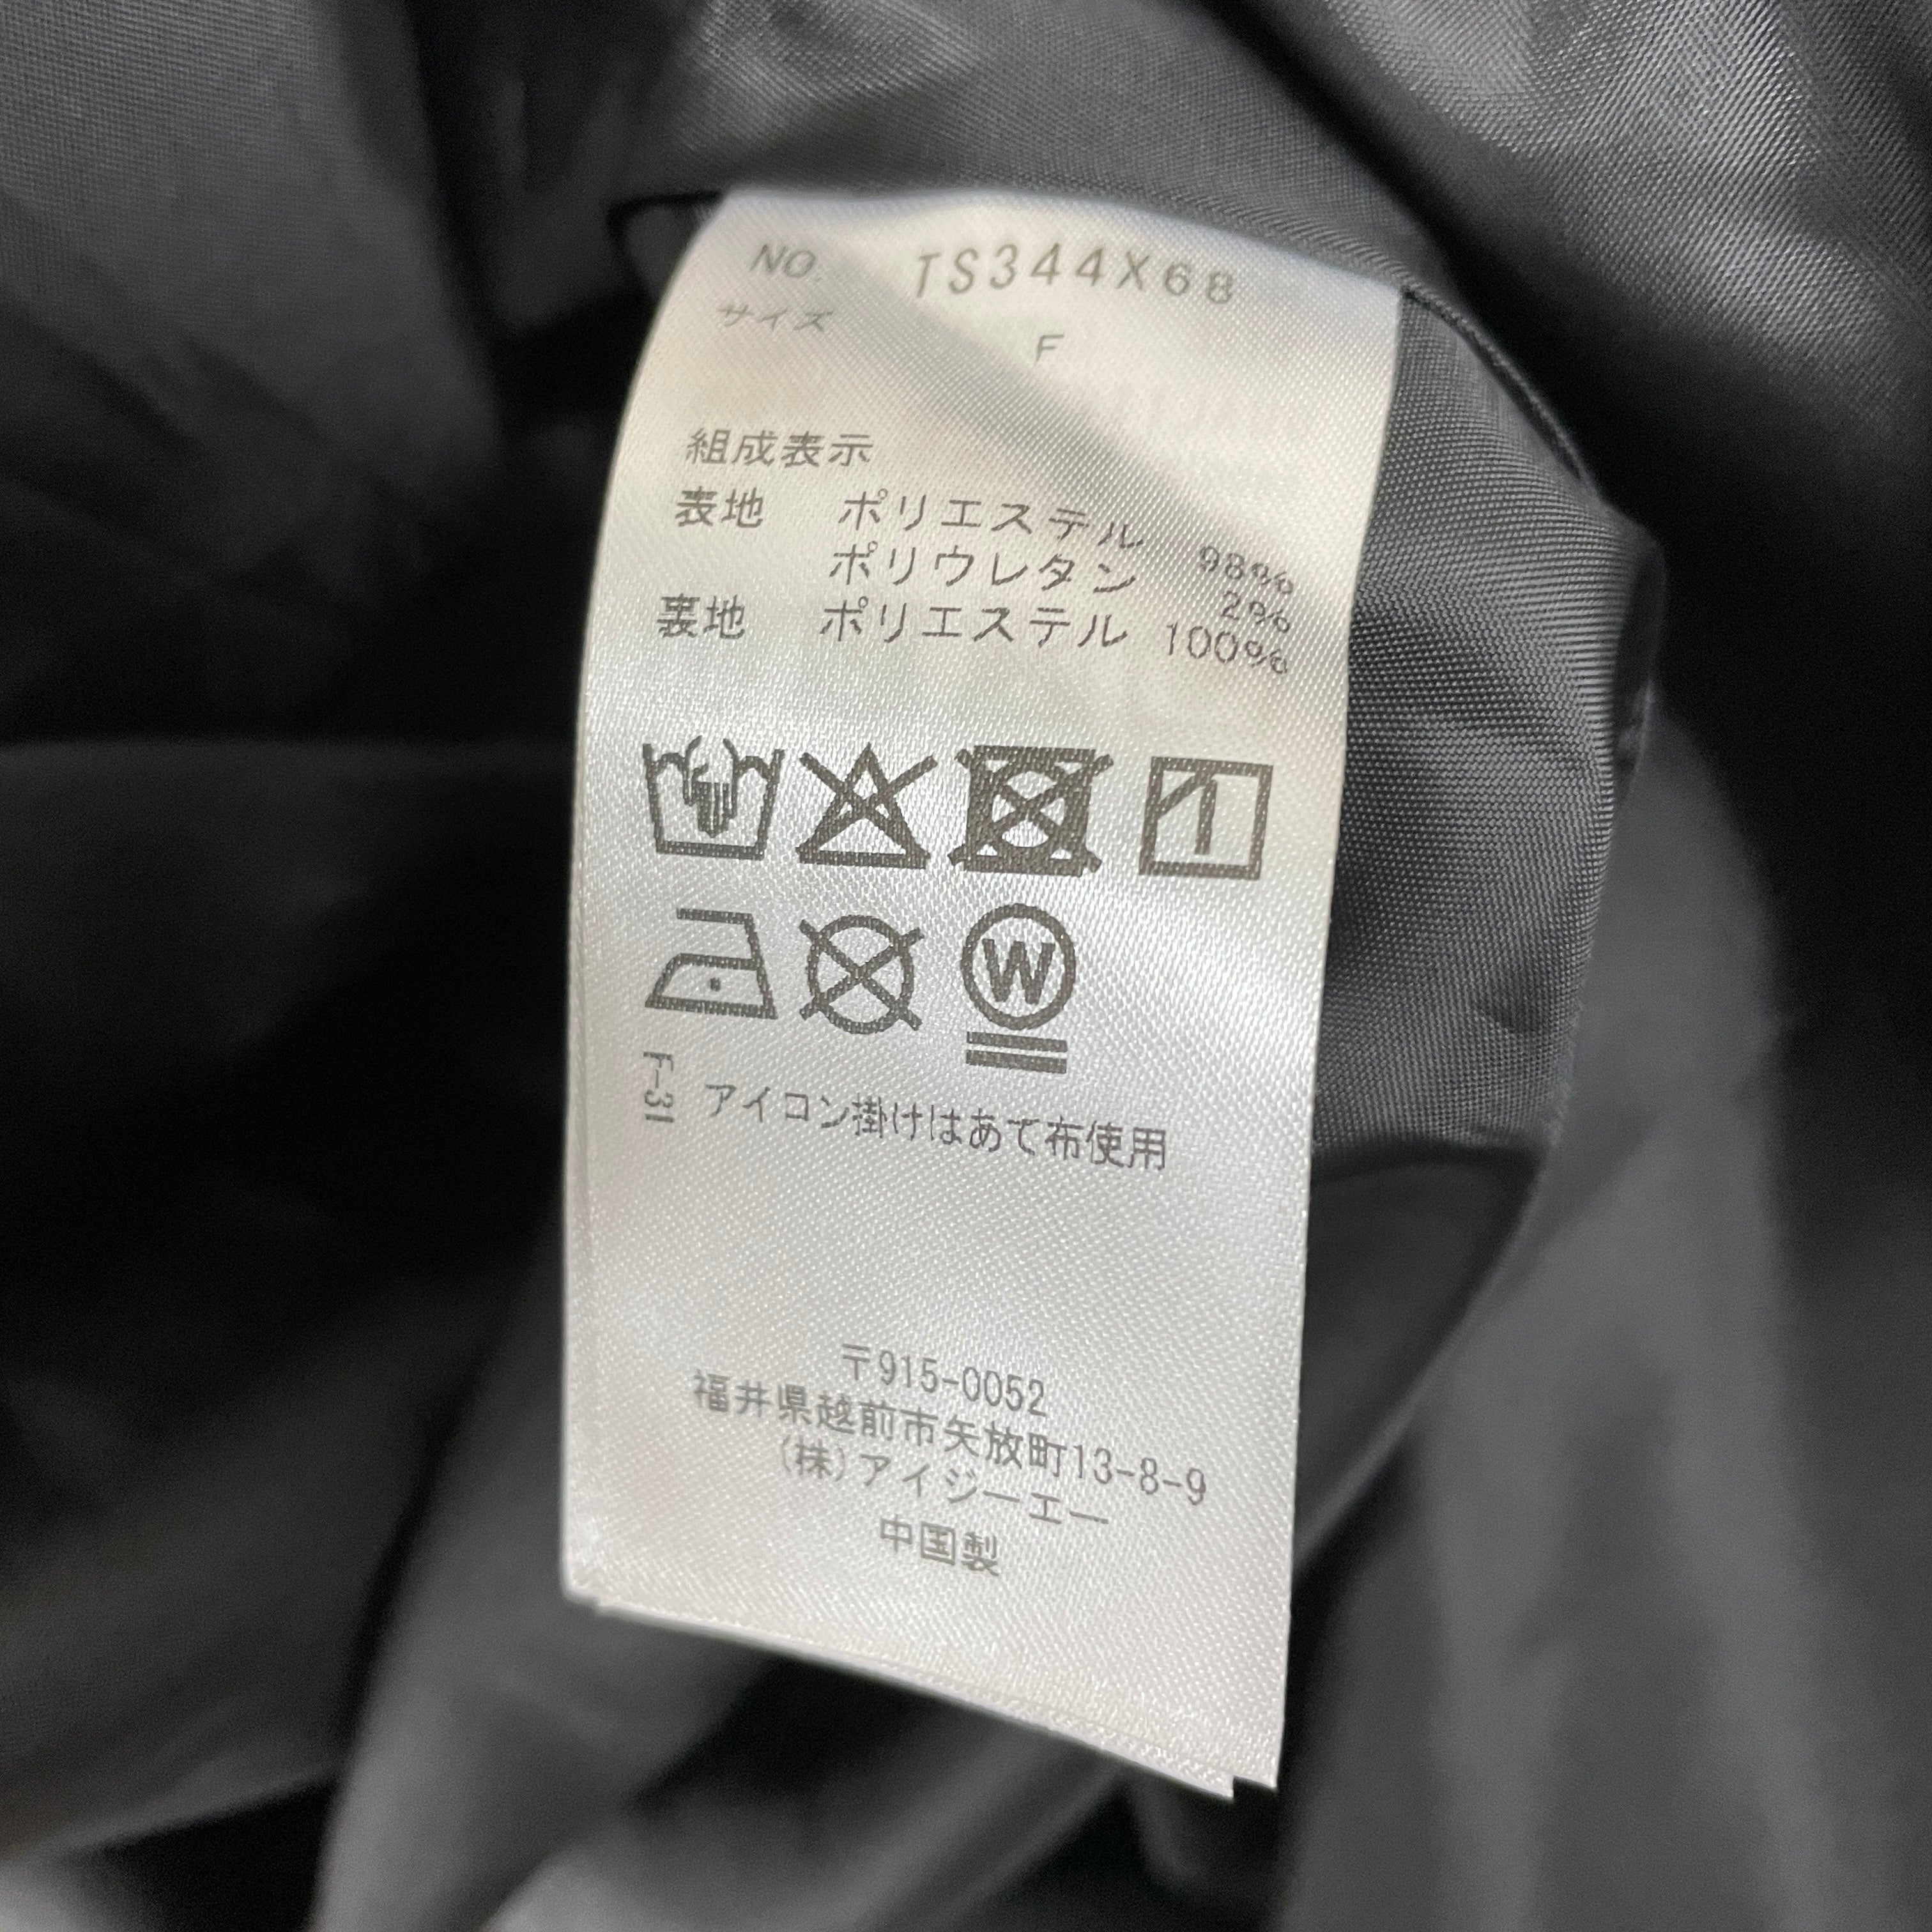 NO. TS344X68
サイズ F
組成表示
表地 ポリエステル 98%
ポリウレタン 2%
裏地 ポリエステル 100%
W
F-31 アイコン掛けはあて布使用
〒915-0052
福井県越前市矢放町13-8-9
(株)アイジーエー
中国製